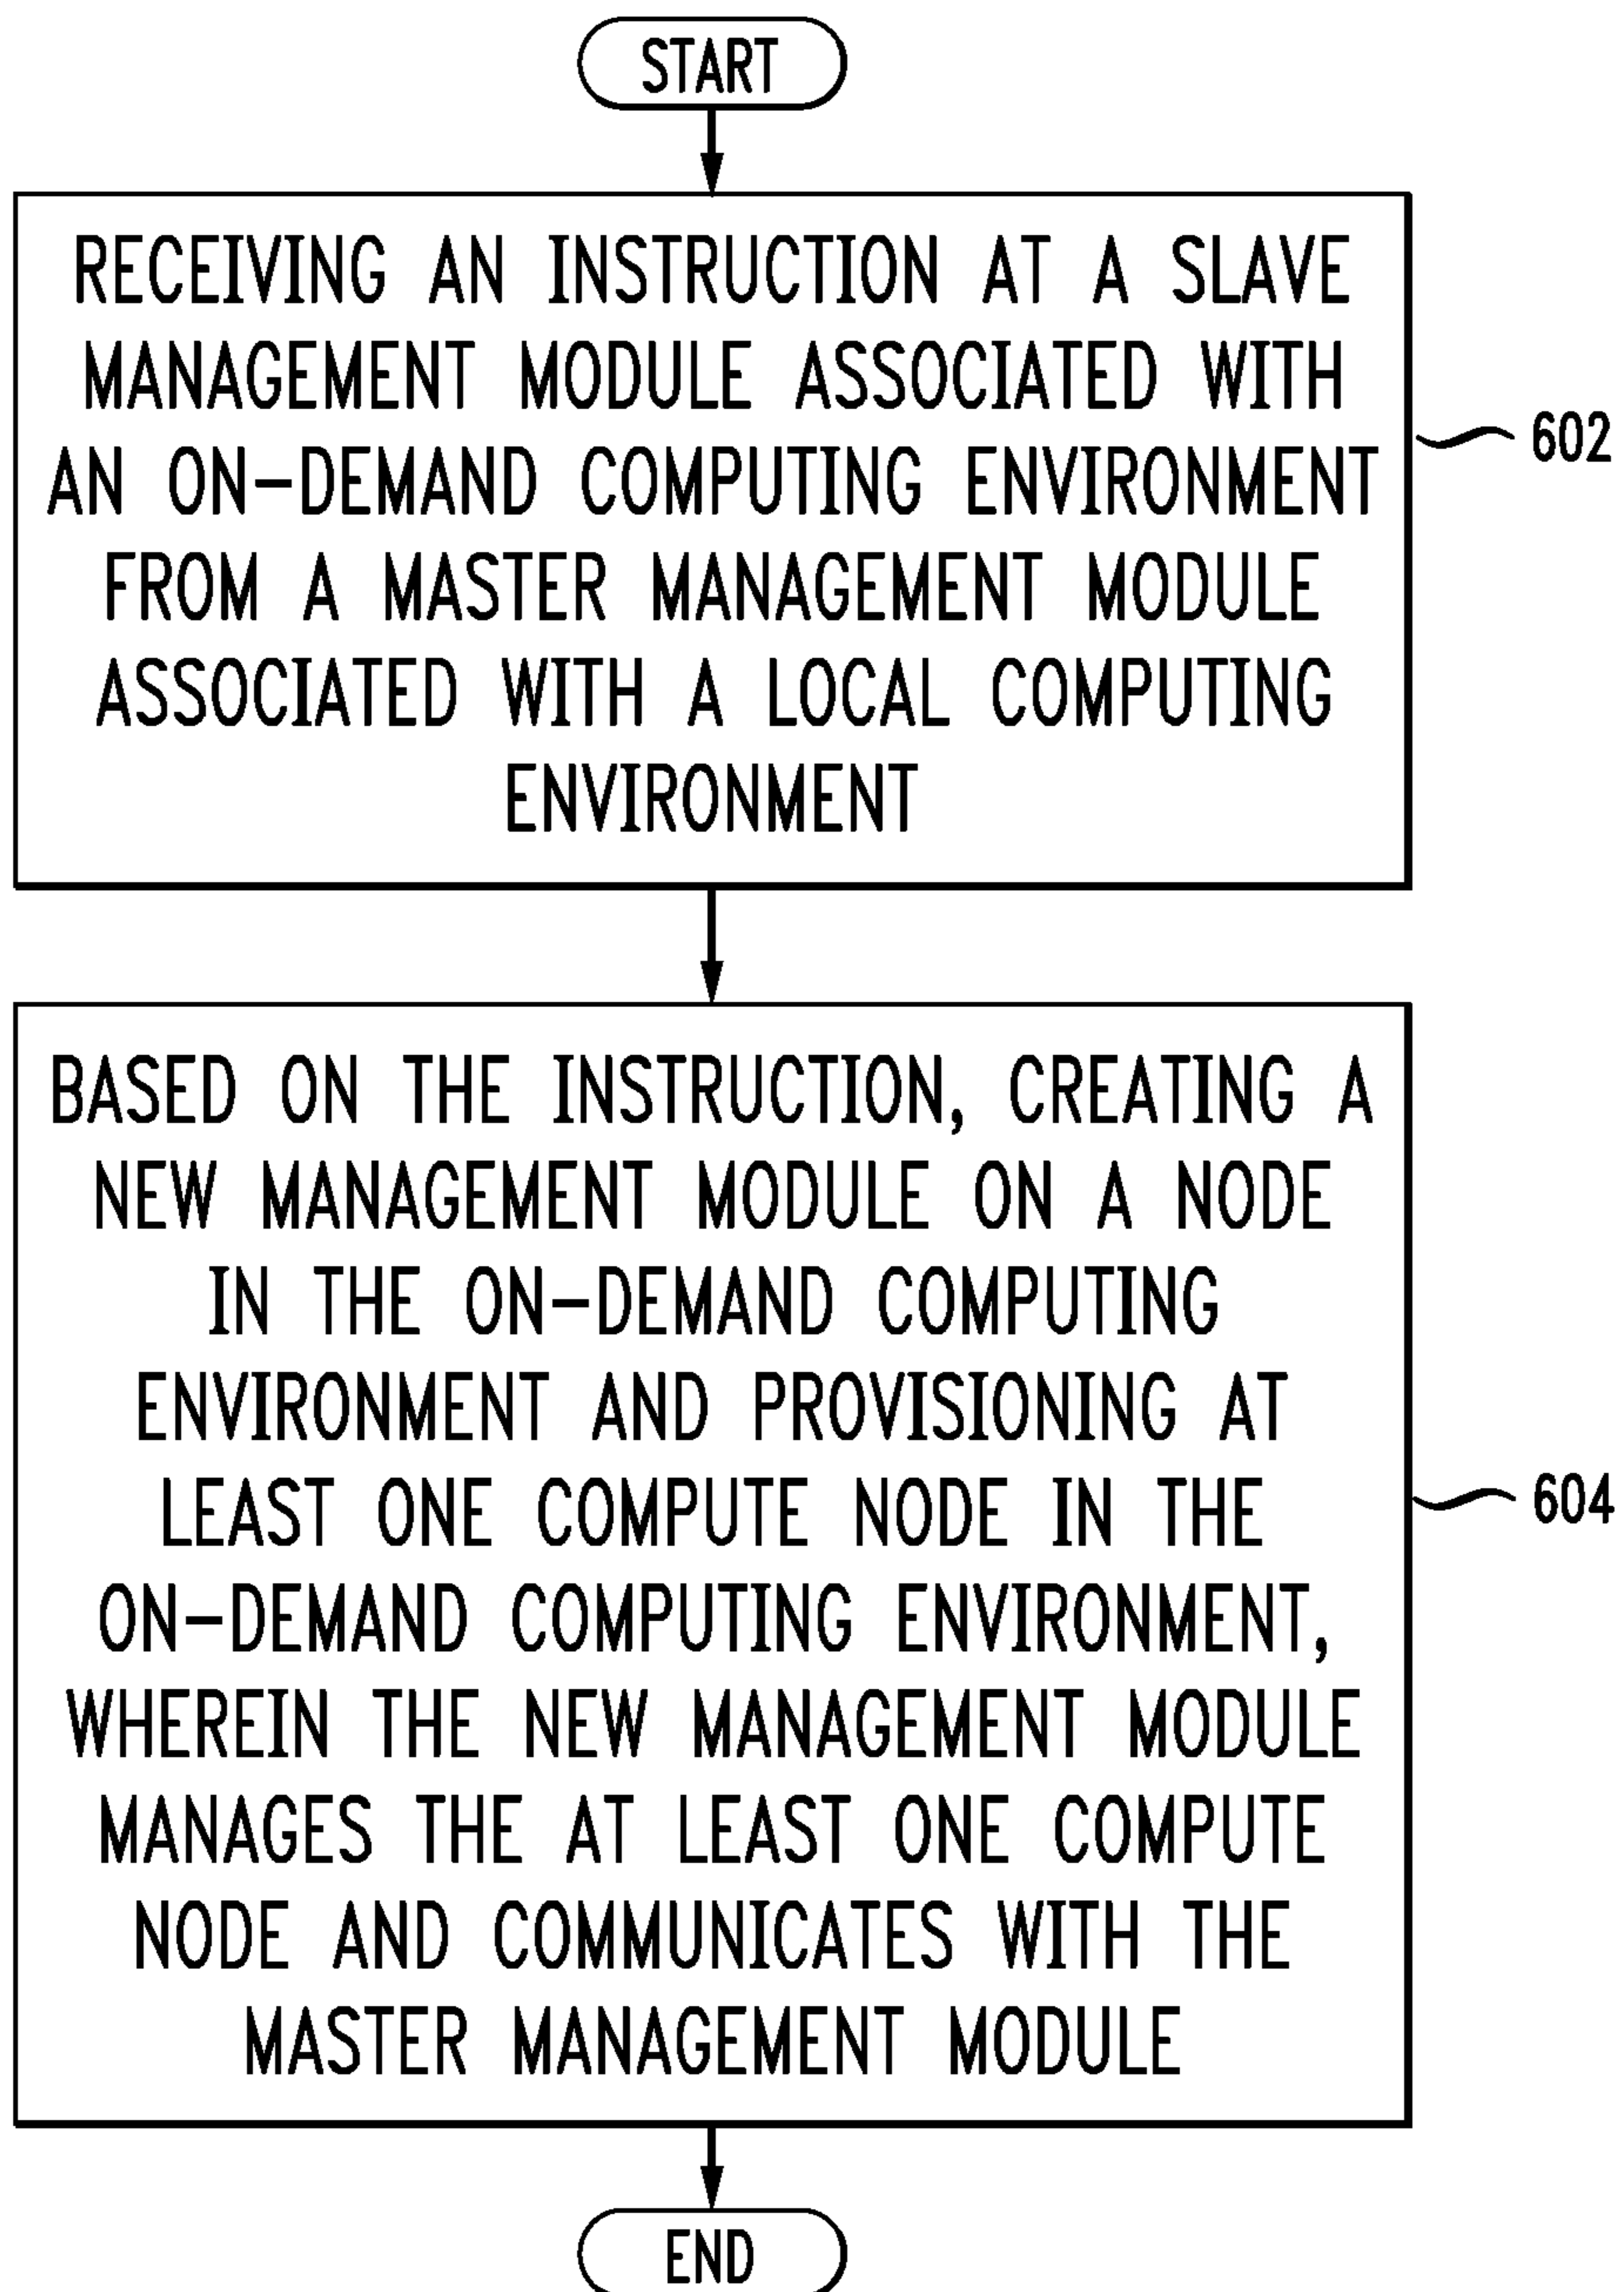 START
RECEIVING AN INSTRUCTION AT A SLAVE
MANAGEMENT MODULE ASSOCIATED WITH
AN ON-DEMAND COMPUTING ENVIRONMENT
FROM A MASTER MANAGEMENT MODULE
ASSOCIATED WITH A LOCAL COMPUTING
ENVIRONMENT
602
BASED ON THE INSTRUCTION, CREATING A
NEW MANAGEMENT MODULE ON A NODE
IN THE ON-DEMAND COMPUTING
ENVIRONMENT AND PROVISIONING AT
LEAST ONE COMPUTE NODE IN THE
ON-DEMAND COMPUTING ENVIRONMENT,
WHEREIN THE NEW MANAGEMENT MODULE
MANAGES THE AT LEAST ONE COMPUTE
NODE AND COMMUNICATES WITH THE
MASTER MANAGEMENT MODULE
604
END